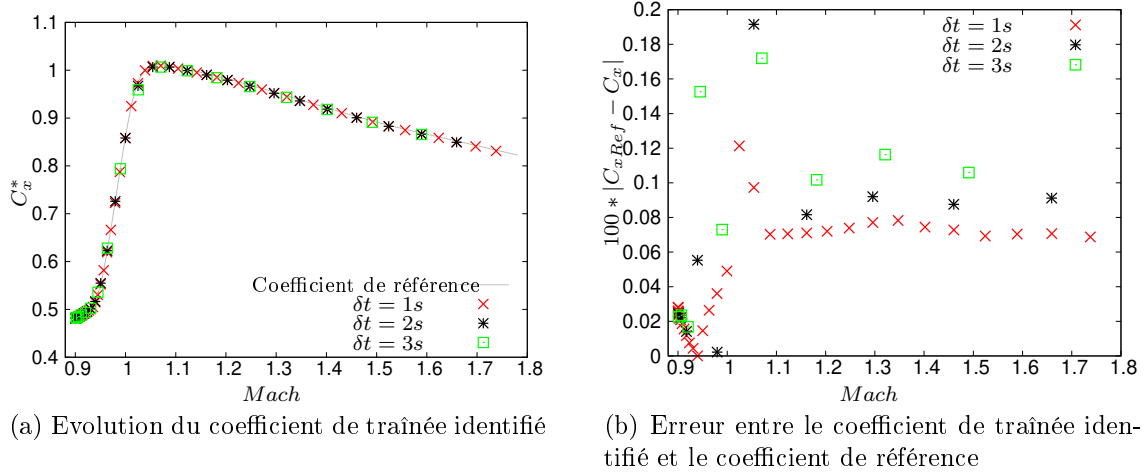 1.1
1
0.9
0.8
0.7
0.6
0.5
0.4
C_x^*
Coefficient de référence
δt = 1s
δt = 2s
δt = 3s
0.9 1 1.1 1.2 1.3 1.4 1.5 1.6 1.7 1.8
Mach
(a) Evolution du coefficient de traînée identifié
0.2
0.18
0.16
0.14
0.12
0.1
0.08
0.06
0.04
0.02
0
100 * |C_{xRef} − C_x|
δt = 1s
δt = 2s
δt = 3s
0.9 1 1.1 1.2 1.3 1.4 1.5 1.6 1.7 1.8
Mach
(b) Erreur entre le coefficient de traînée iden-
tifié et le coefficient de référence